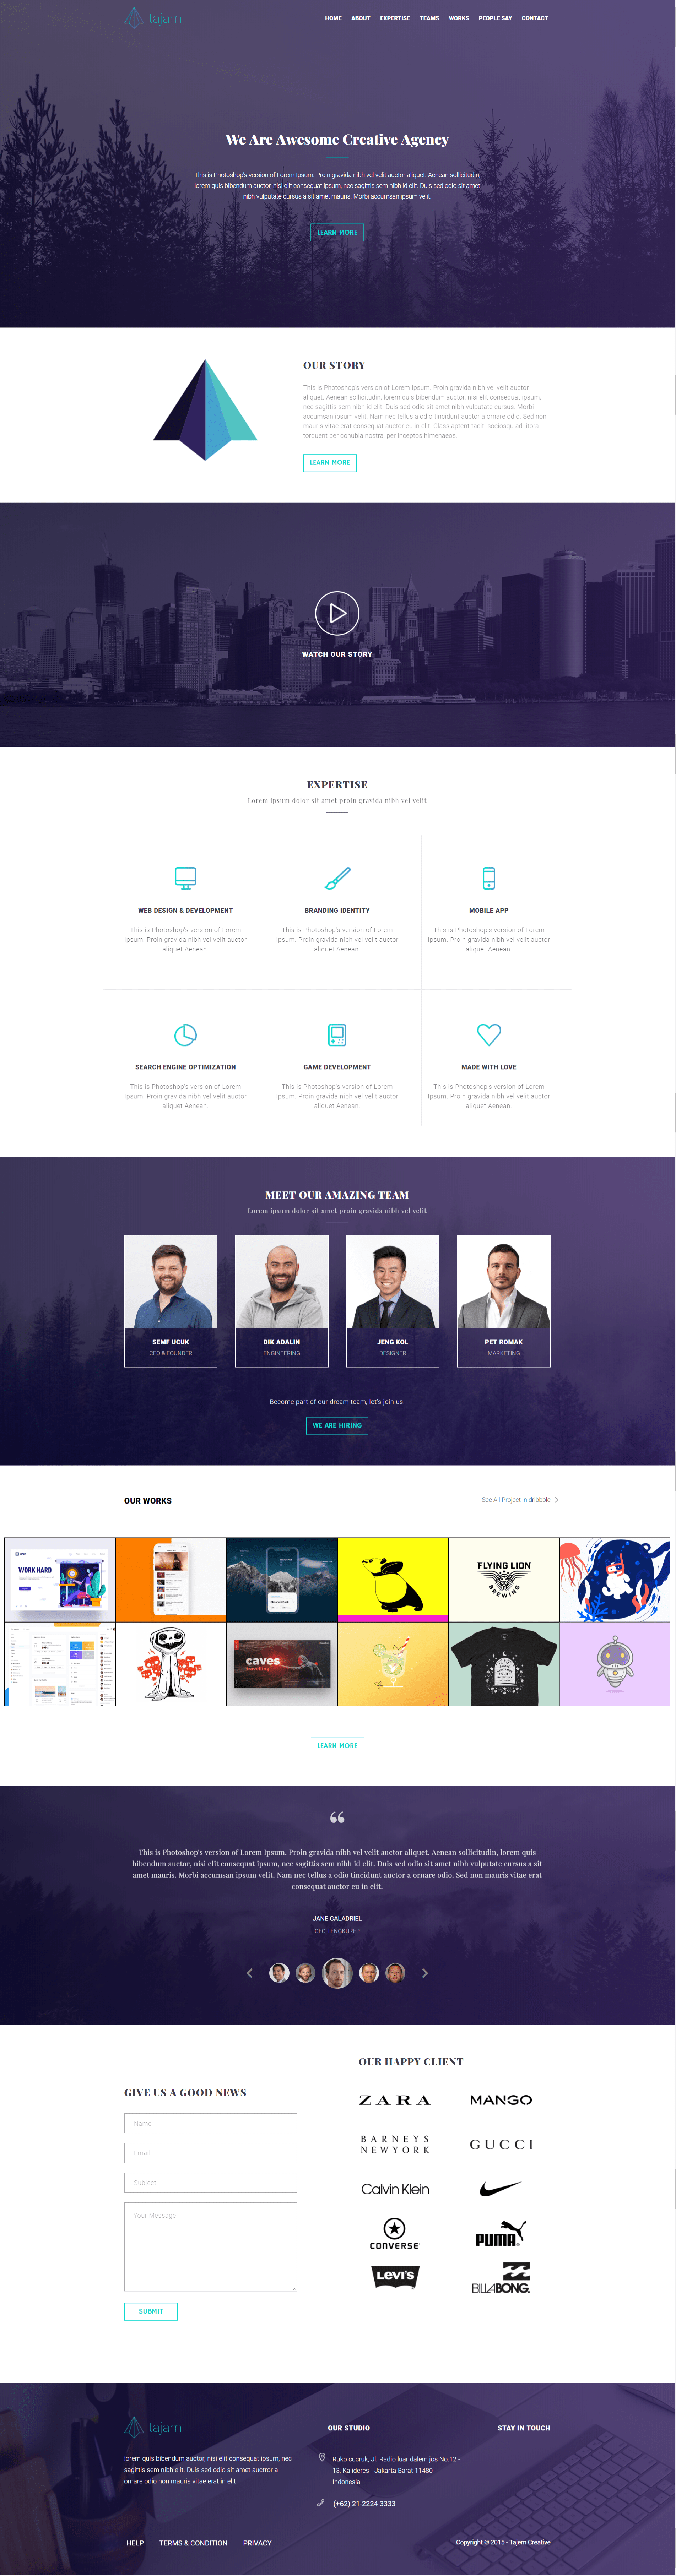 tajam
HOME ABOUT EXPERTISE TEAMS WORKS PEOPLE SAY CONTACT
We Are Awesome Creative Agency
This is Photoshop's version of Lorem Ipsum. Proin gravida nibh vel velit auctor aliquet. Aenean sollicitudin,
lorem quis bibendum auctor, nisi elit consequat ipsum, nec sagittis sem nibh id elit. Duis sed odio sit amet
nibh vulputate cursus a sit amet mauris. Morbi accumsan ipsum velit.
LEARN MORE
OUR STORY
This is Photoshop's version of Lorem Ipsum. Proin gravida nibh vel velit auctor
aliquet. Aenean sollicitudin, lorem quis bibendum auctor, nisi elit consequat ipsum,
nec sagittis sem nibh id elit. Duis sed odio sit amet nibh vulputate cursus. Morbi
accumsan ipsum velit. Nam nec tellus a odio tincidunt auctor a ornare odio. Sed non
mauris vitae erat consequat auctor eu in elit. Class aptent taciti sociosqu ad litora
torquent per conubia nostra, per inceptos himenaeos.
LEARN MORE
WATCH OUR STORY
EXPERTISE
Lorem ipsum dolor sit amet proin gravida nibh vel velit
WEB DESIGN & DEVELOPMENT
This is Photoshop's version of Lorem
Ipsum. Proin gravida nibh vel velit auctor
aliquet Aenean.
BRANDING IDENTITY
This is Photoshop's version of Lorem
Ipsum. Proin gravida nibh vel velit auctor
aliquet Aenean.
MOBILE APP
This is Photoshop's version of Lorem
Ipsum. Proin gravida nibh vel velit auctor
aliquet Aenean.
SEARCH ENGINE OPTIMIZATION
This is Photoshop's version of Lorem
Ipsum. Proin gravida nibh vel velit auctor
aliquet Aenean.
GAME DEVELOPMENT
This is Photoshop's version of Lorem
Ipsum. Proin gravida nibh vel velit auctor
aliquet Aenean.
MADE WITH LOVE
This is Photoshop's version of Lorem
Ipsum. Proin gravida nibh vel velit auctor
aliquet Aenean.
MEET OUR AMAZING TEAM
Lorem ipsum dolor sit amet proin gravida nibh vel velit
SEMF UCUK
CEO & FOUNDER
DIK ADALIN
ENGINEERING
JENG KOL
DESIGNER
PET ROMAK
MARKETING
Become part of our dream team, let's join us!
WE ARE HIRING
OUR WORKS
See All Project in dribbble
WORK HARD
FLYING LION
BREWING
caves
LEARN MORE
This is Photoshop's version of Lorem Ipsum. Proin gravida nibh vel velit auctor aliquet. Aenean sollicitudin, lorem quis
bibendum auctor, nisi elit consequat ipsum, nec sagittis sem nibh id elit. Duis sed odio sit amet nibh vulputate cursus a sit
amet mauris. Morbi accumsan ipsum velit. Nam nec tellus a odio tincidunt auctor a ornare odio. Sed non mauris vitae erat
consequat auctor eu in elit.
JANE GALADRIEL
CEO TENGKUREP
GIVE US A GOOD NEWS
Name
Email
Subject
Your Message
SUBMIT
OUR HAPPY CLIENT
ZARA
MANGO
BARNEYS
NEWYORK
GUCCI
Calvin Klein
CONVERSE
PUMA
LEVI'S
BILLABONG
tajam
lorem quis bibendum auctor, nisi elit consequat ipsum, nec
sagittis sem nibh elit. Duis sed odio sit amet auctror a
ornare odio non mauris vitae erat in elit
OUR STUDIO
Ruko cucruk, Jl. Radio luar dalem jos No.12 -
13, Kalideres - Jakarta Barat 11480 -
Indonesia
(+62) 21-2224 3333
STAY IN TOUCH
HELP TERMS & CONDITION PRIVACY
Copyright © 2015 - Tajem Creative